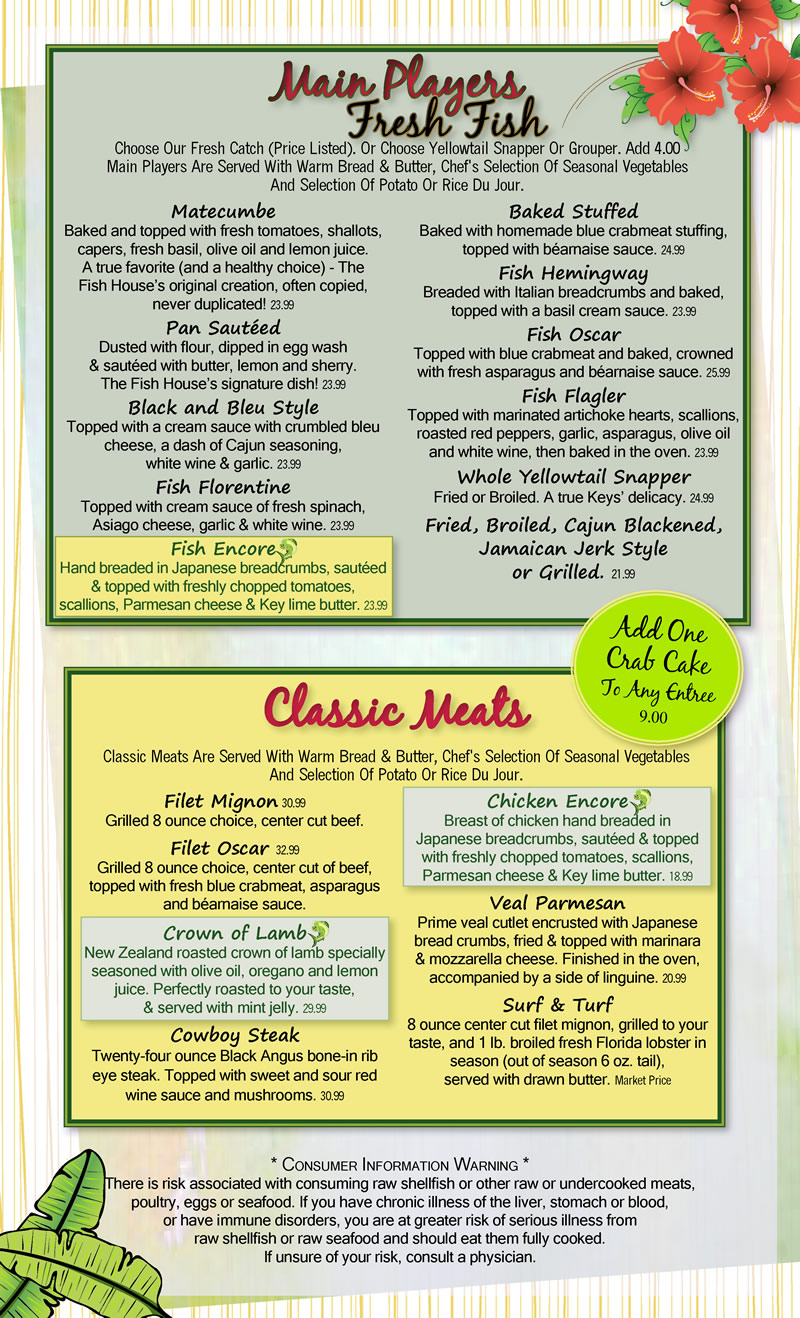 Main Players
Fresh Fish
Choose Our Fresh Catch (Price Listed). Or Choose Yellowtail Snapper Or Grouper. Add 4.00
Main Players Are Served With Warm Bread & Butter, Chef's Selection Of Seasonal Vegetables
And Selection Of Potato Or Rice Du Jour.
Matecumbe
Baked and topped with fresh tomatoes, shallots,
capers, fresh basil, olive oil and lemon juice.
A true favorite (and a healthy choice) - The
Fish House's original creation, often copied,
never duplicated! 23.99
Pan Sautéed
Dusted with flour, dipped in egg wash
& sautéed with butter, lemon and sherry.
The Fish House's signature dish! 23.99
Black and Bleu Style
Topped with a cream sauce with crumbled bleu
cheese, a dash of Cajun seasoning,
white wine & garlic. 23.99
Fish Florentine
Topped with cream sauce of fresh spinach,
Asiago cheese, garlic & white wine. 23.99
Fish Encore
Hand breaded in Japanese breadcrumbs, sautéed
& topped with freshly chopped tomatoes,
scallions, Parmesan cheese & Key lime butter. 23.99
Baked Stuffed
Baked with homemade blue crabmeat stuffing,
topped with béarnaise sauce. 24.99
Fish Hemingway
Breaded with Italian breadcrumbs and baked,
topped with a basil cream sauce. 23.99
Fish Oscar
Topped with blue crabmeat and baked, crowned
with fresh asparagus and béarnaise sauce. 25.99
Fish Flagler
Topped with marinated artichoke hearts, scallions,
roasted red peppers, garlic, asparagus, olive oil
and white wine, then baked in the oven. 23.99
Whole Yellowtail Snapper
Fried or Broiled. A true Keys' delicacy. 24.99
Fried, Broiled, Cajun Blackened,
Jamaican Jerk Style
or Grilled. 21.99
Add One
Crab Cake
To Any Entree
9.00
Classic Meats
Classic Meats Are Served With Warm Bread & Butter, Chef's Selection Of Seasonal Vegetables
And Selection Of Potato Or Rice Du Jour.
Filet Mignon 30.99
Grilled 8 ounce choice, center cut beef.
Filet Oscar 32.99
Grilled 8 ounce choice, center cut of beef,
topped with fresh blue crabmeat, asparagus
and béarnaise sauce.
Crown of Lamb
New Zealand roasted crown of lamb specially
seasoned with olive oil, oregano and lemon
juice. Perfectly roasted to your taste,
& served with mint jelly. 29.99
Cowboy Steak
Twenty-four ounce Black Angus bone-in rib
eye steak. Topped with sweet and sour red
wine sauce and mushrooms. 30.99
Chicken Encore
Breast of chicken hand breaded in
Japanese breadcrumbs, sautéed & topped
with freshly chopped tomatoes, scallions,
Parmesan cheese & Key lime butter. 18.99
Veal Parmesan
Prime veal cutlet encrusted with Japanese
bread crumbs, fried & topped with marinara
& mozzarella cheese. Finished in the oven,
accompanied by a side of linguine. 20.99
Surf & Turf
8 ounce center cut filet mignon, grilled to your
taste, and 1 lb. broiled fresh Florida lobster in
season (out of season 6 oz. tail),
served with drawn butter. Market Price
* Consumer Information Warning *
There is risk associated with consuming raw shellfish or other raw or undercooked meats,
poultry, eggs or seafood. If you have chronic illness of the liver, stomach or blood,
or have immune disorders, you are at greater risk of serious illness from
raw shellfish or raw seafood and should eat them fully cooked.
If unsure of your risk, consult a physician.